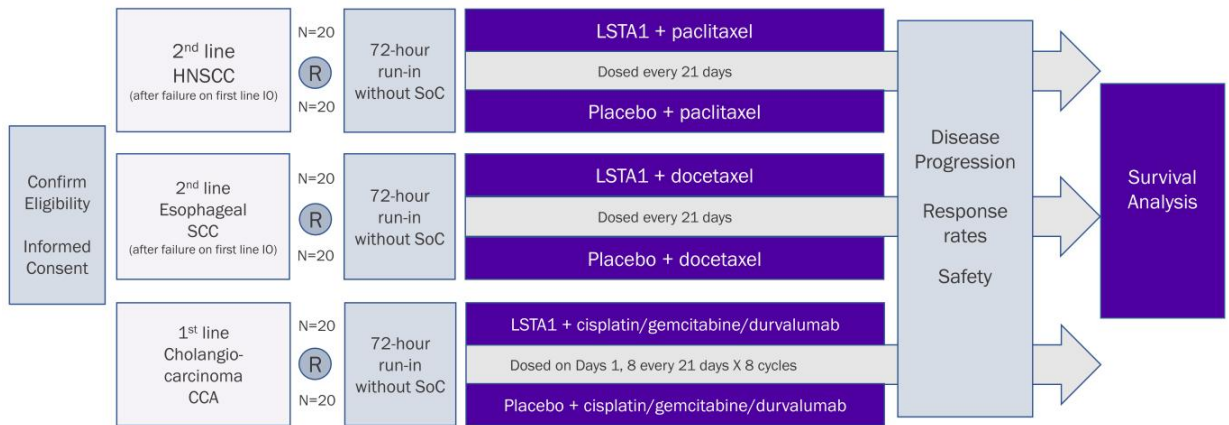 Confirm
Eligibility
Informed
Consent
2nd line
HNSCC
(after failure on first line IO)
N=20
R
N=20
72-hour
run-in
without SoC
LSTA1 + paclitaxel
Dosed every 21 days
Placebo + paclitaxel
2nd line
Esophageal
SCC
(after failure on first line IO)
N=20
R
N=20
72-hour
run-in
without SoC
LSTA1 + docetaxel
Dosed every 21 days
Placebo + docetaxel
1st line
Cholangio-
carcinoma
CCA
N=20
R
N=20
72-hour
run-in
without SoC
LSTA1 + cisplatin/gemcitabine/durvalumab
Dosed on Days 1, 8 every 21 days X 8 cycles
Placebo + cisplatin/gemcitabine/durvalumab
Disease
Progression
Response
rates
Safety
Survival
Analysis